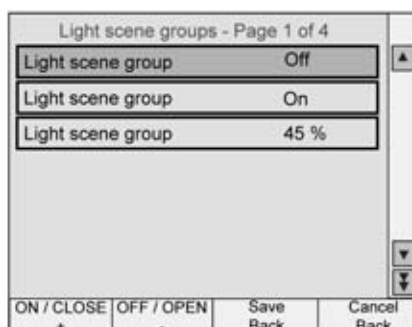 Light scene groups - Page 1 of 4
Light scene group Off
Light scene group On
Light scene group 45 %
ON / CLOSE OFF / OPEN Save Cancel
+ - Back Back